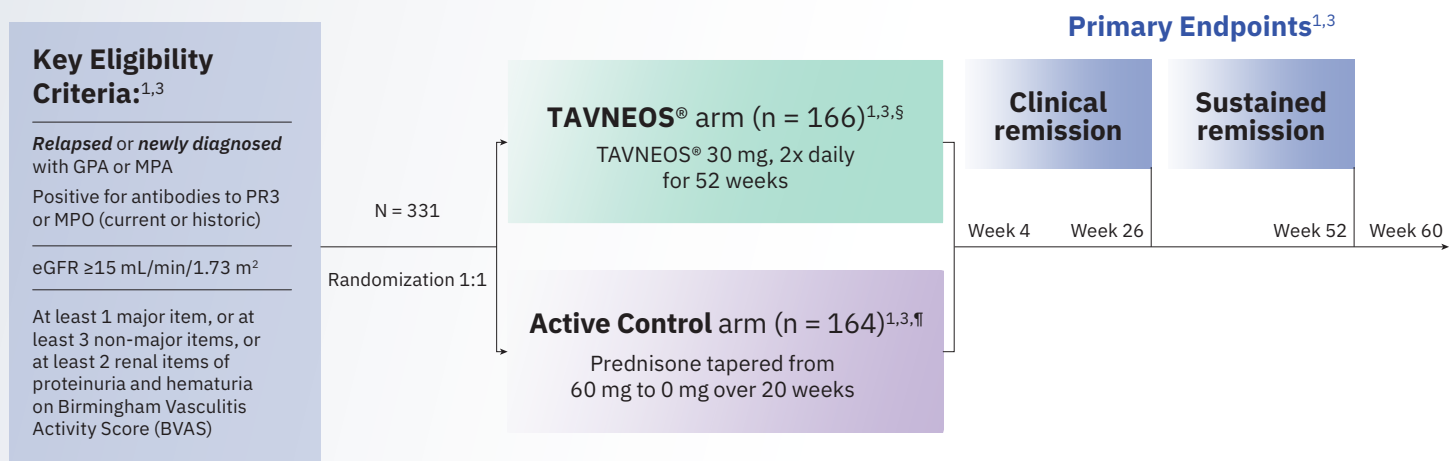 Primary Endpoints1,3
Key Eligibility
Criteria:1,3
Relapsed or newly diagnosed
with GPA or MPA
Positive for antibodies to PR3
or MPO (current or historic)
eGFR ≥15 mL/min/1.73 m²
At least 1 major item, or at
least 3 non-major items, or
at least 2 renal items of
proteinuria and hematuria
on Birmingham Vasculitis
Activity Score (BVAS)
N = 331
Randomization 1:1
TAVNEOS® arm (n = 166)1,3,§
TAVNEOS® 30 mg, 2x daily
for 52 weeks
Active Control arm (n = 164)1,3,¶
Prednisone tapered from
60 mg to 0 mg over 20 weeks
Clinical
remission
Sustained
remission
Week 4
Week 26
Week 52
Week 60